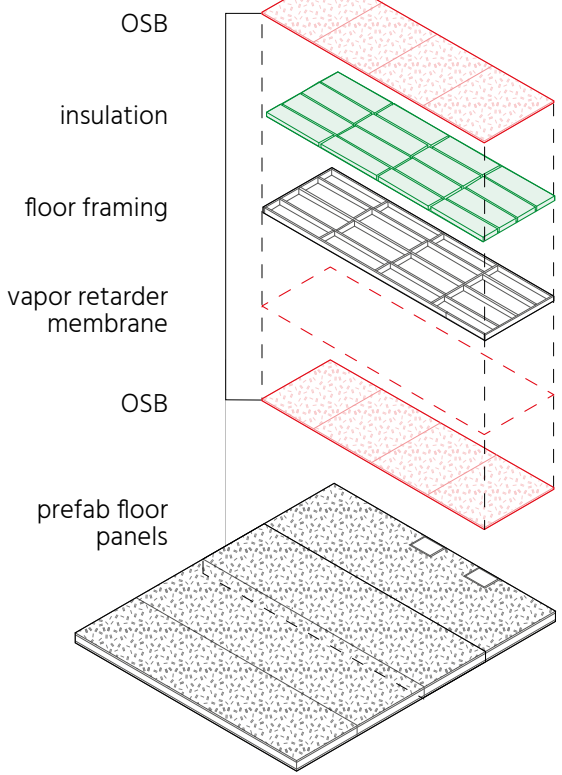 OSB
insulation
floor framing
vapor retarder
membrane
OSB
prefab floor
panels